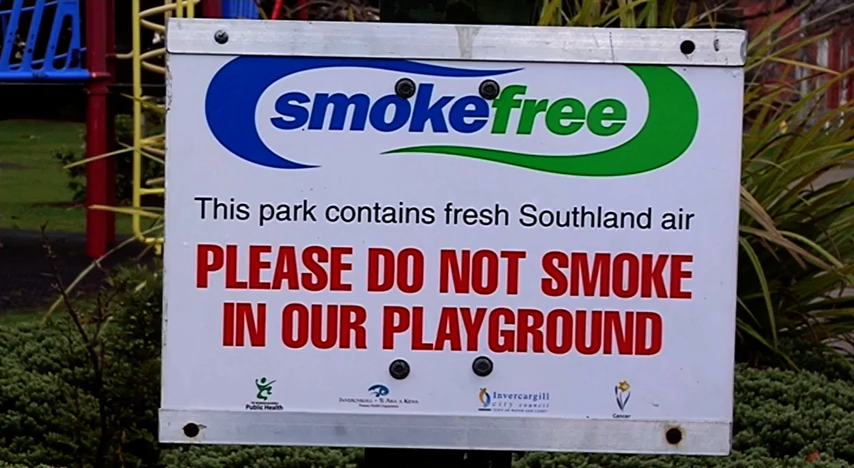 smokefree
This park contains fresh Southland air
PLEASE DO NOT SMOKE
IN OUR PLAYGROUND
Public Health
Invercargill
city council
Cancer